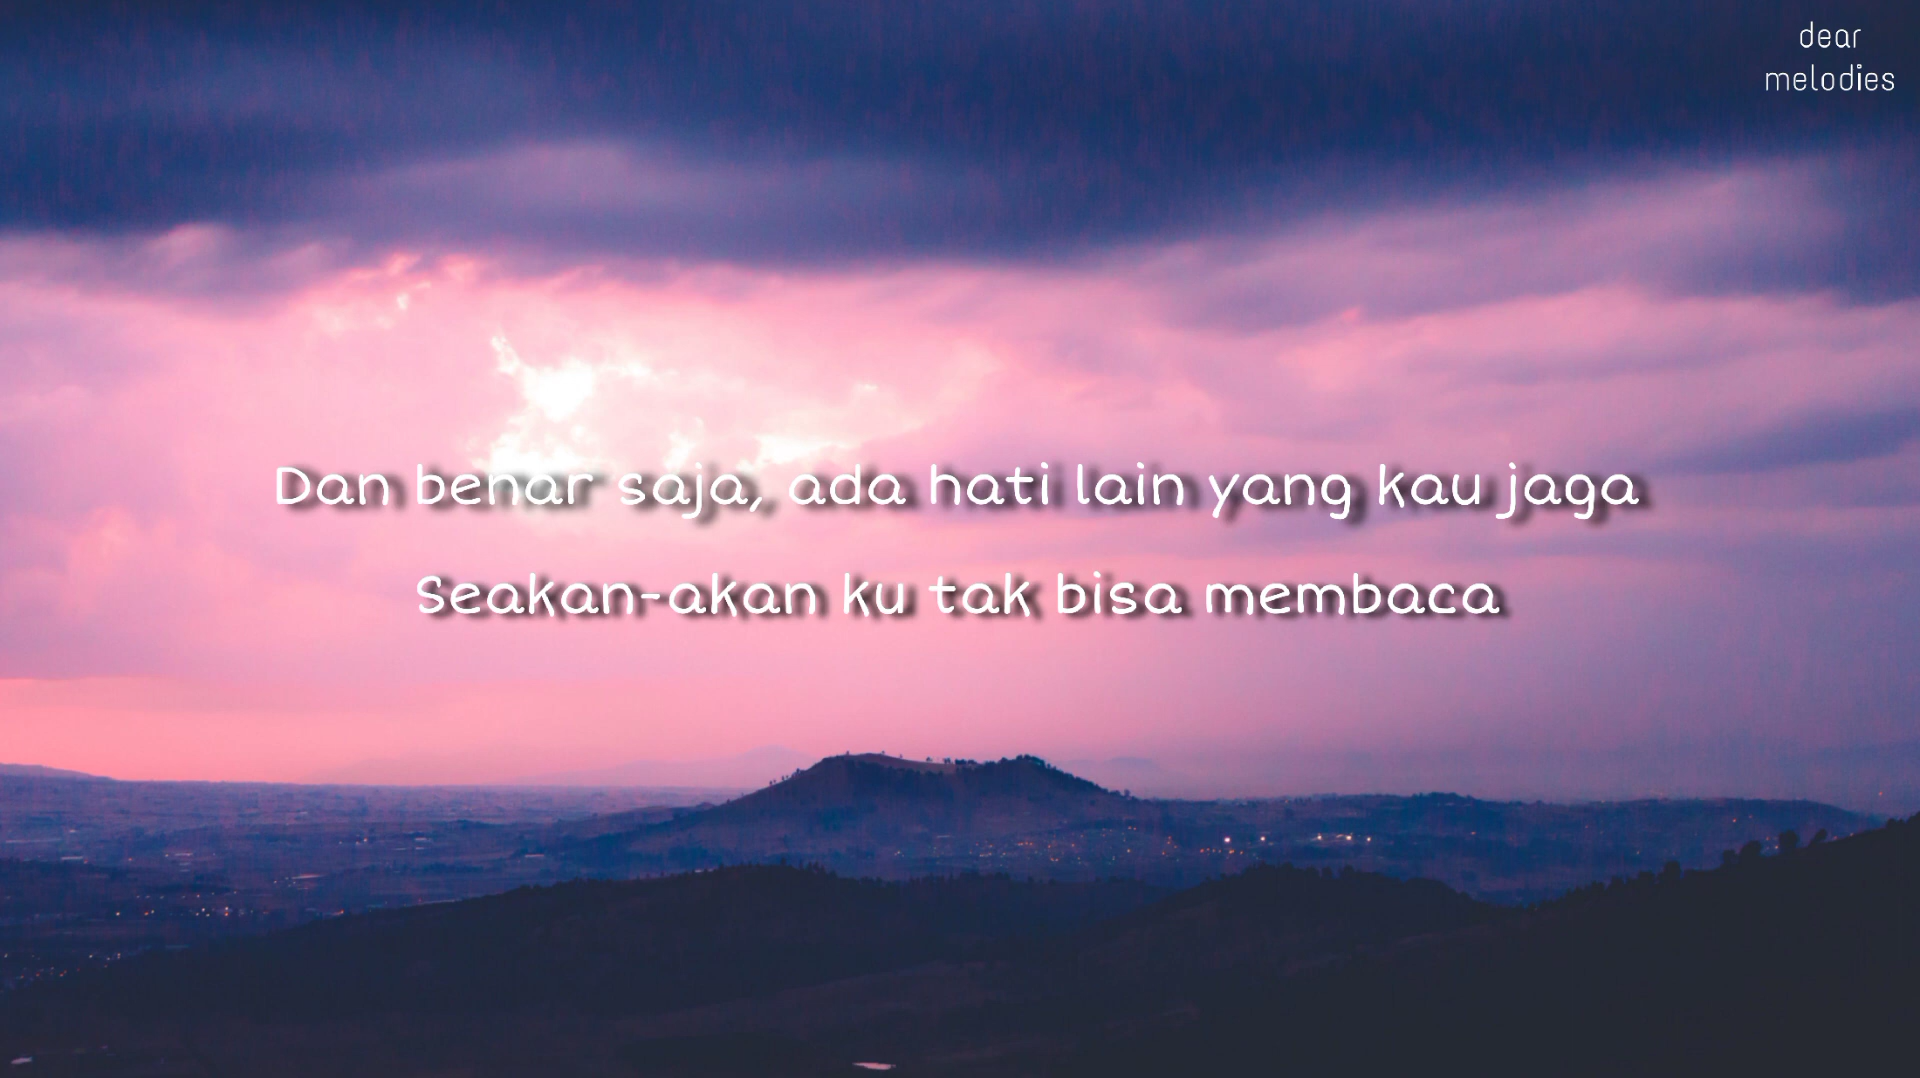 dear
melodies
Dan benar saja, ada hati lain yang kau jaga
Seakan-akan ku tak bisa membaca